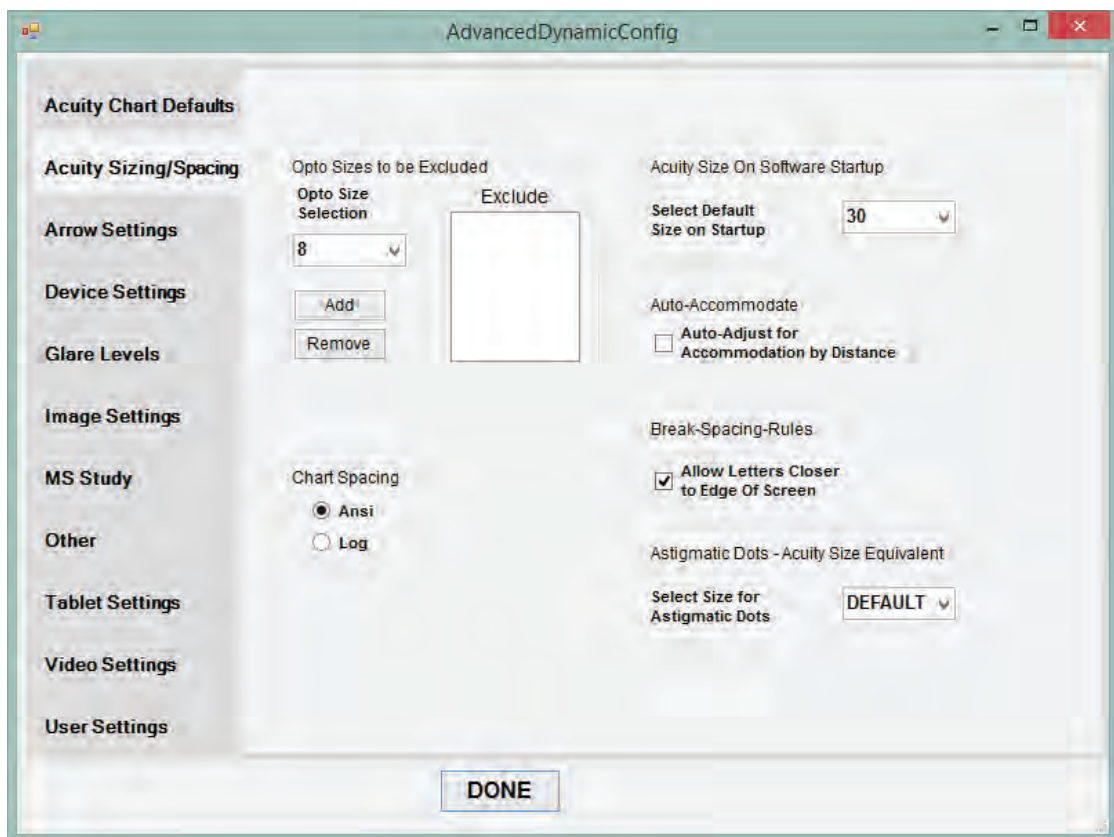 AdvancedDynamicConfig
Acuity Chart Defaults
Acuity Sizing/Spacing
Arrow Settings
Device Settings
Glare Levels
Image Settings
MS Study
Other
Tablet Settings
Video Settings
User Settings
Opto Sizes to be Excluded
Opto Size
Selection
8
Add
Remove
Exclude
Chart Spacing
Ansi
Log
Acuity Size On Software Startup
Select Default
Size on Startup
30
Auto-Accommodate
Auto-Adjust for
Accommodation by Distance
Break-Spacing-Rules
Allow Letters Closer
to Edge Of Screen
Astigmatic Dots - Acuity Size Equivalent
Select Size for
Astigmatic Dots
DEFAULT
DONE